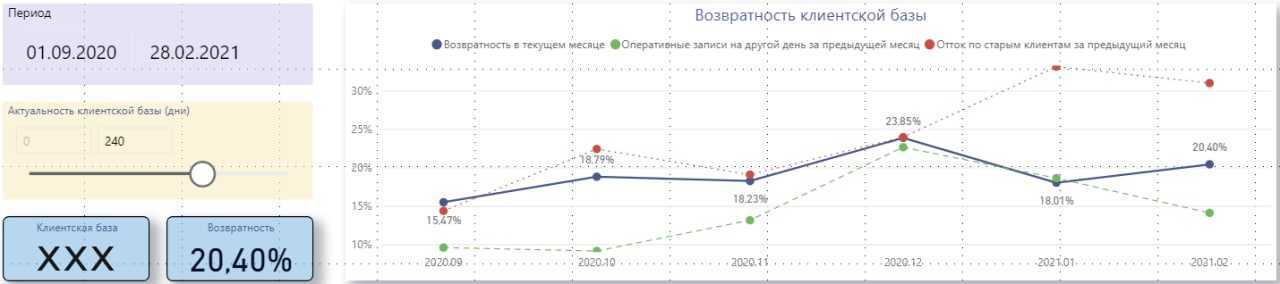 Период
01.09.2020 28.02.2021
Актуальность клиентской базы (дни)
0 240
Клиентская база
XXX
Возвратность
20,40%
Возвратность клиентской базы
Возвратность в текущем месяце Оперативные записи на другой день за предыдущей месяц Отток по старым клиентам за предыдущий месяц
30%
25%
20%
15%
10%
15,47%
18,79%
18,23%
23,85%
18,01%
20,40%
2020.09 2020.10 2020.11 2020.12 2021.01 2021.02